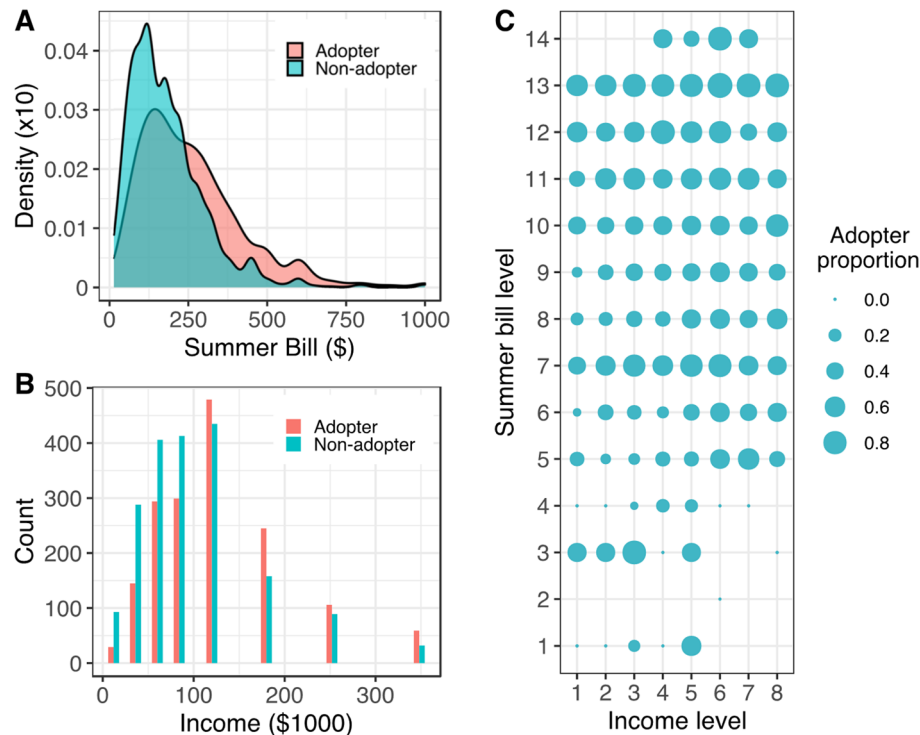 A
Density (x10)
0.04
0.03
0.02
0.01
0
Adopter
Non-adopter
0 250 500 750 1000
Summer Bill ($)
B
Count
500
400
300
200
100
0
Adopter
Non-adopter
0 100 200 300
Income ($1000)
C
Summer bill level
14
13
12
11
10
9
8
7
6
5
4
3
2
1
1 2 3 4 5 6 7 8
Income level
Adopter
proportion
0.0
0.2
0.4
0.6
0.8